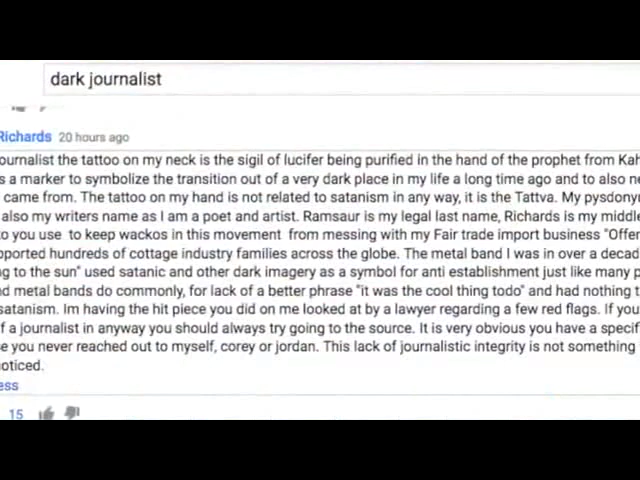 dark journalist
Richards 20 hours ago
ournalist the tattoo on my neck is the sigil of lucifer being purified in the hand of the prophet from Kah
s a marker to symbolize the transition out of a very dark place in my life a long time ago and to also ne
came from. The tattoo on my hand is not related to satanism in any way, it is the Tattva. My pysdony
also my writers name as I am a poet and artist. Ramsaur is my legal last name, Richards is my middle
to you use to keep wackos in this movement from messing with my Fair trade import business "Offer
pported hundreds of cottage industry families across the globe. The metal band I was in over a decad
ng to the sun" used satanic and other dark imagery as a symbol for anti establishment just like many p
nd metal bands do commonly, for lack of a better phrase "it was the cool thing todo" and had nothing t
satanism. Im having the hit piece you did on me looked at by a lawyer regarding a few red flags. If you
f a journalist in anyway you should always try going to the source. It is very obvious you have a specif
e you never reached out to myself, corey or jordan. This lack of journalistic integrity is not something
oticed.
ess
15